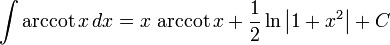 ∫ arccot x dx = x arccot x + 1/2 ln |1 + x²| + C